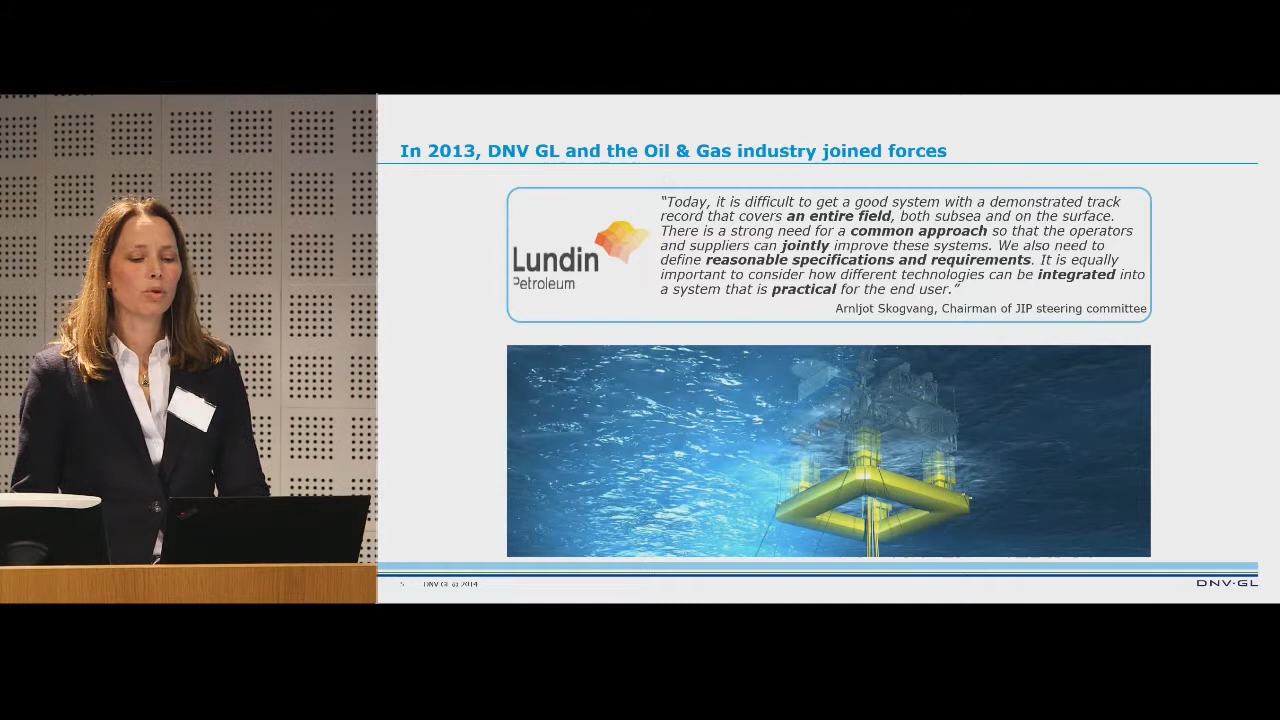 In 2013, DNV GL and the Oil & Gas industry joined forces
Lundin
Petroleum
“Today, it is difficult to get a good system with a demonstrated track
record that covers an entire field, both subsea and on the surface.
There is a strong need for a common approach so that the operators
and suppliers can jointly improve these systems. We also need to
define reasonable specifications and requirements. It is equally
important to consider how different technologies can be integrated into
a system that is practical for the end user.”
Arnljot Skogvang, Chairman of JIP steering committee
5 DNV GL © 2014
DNV·GL